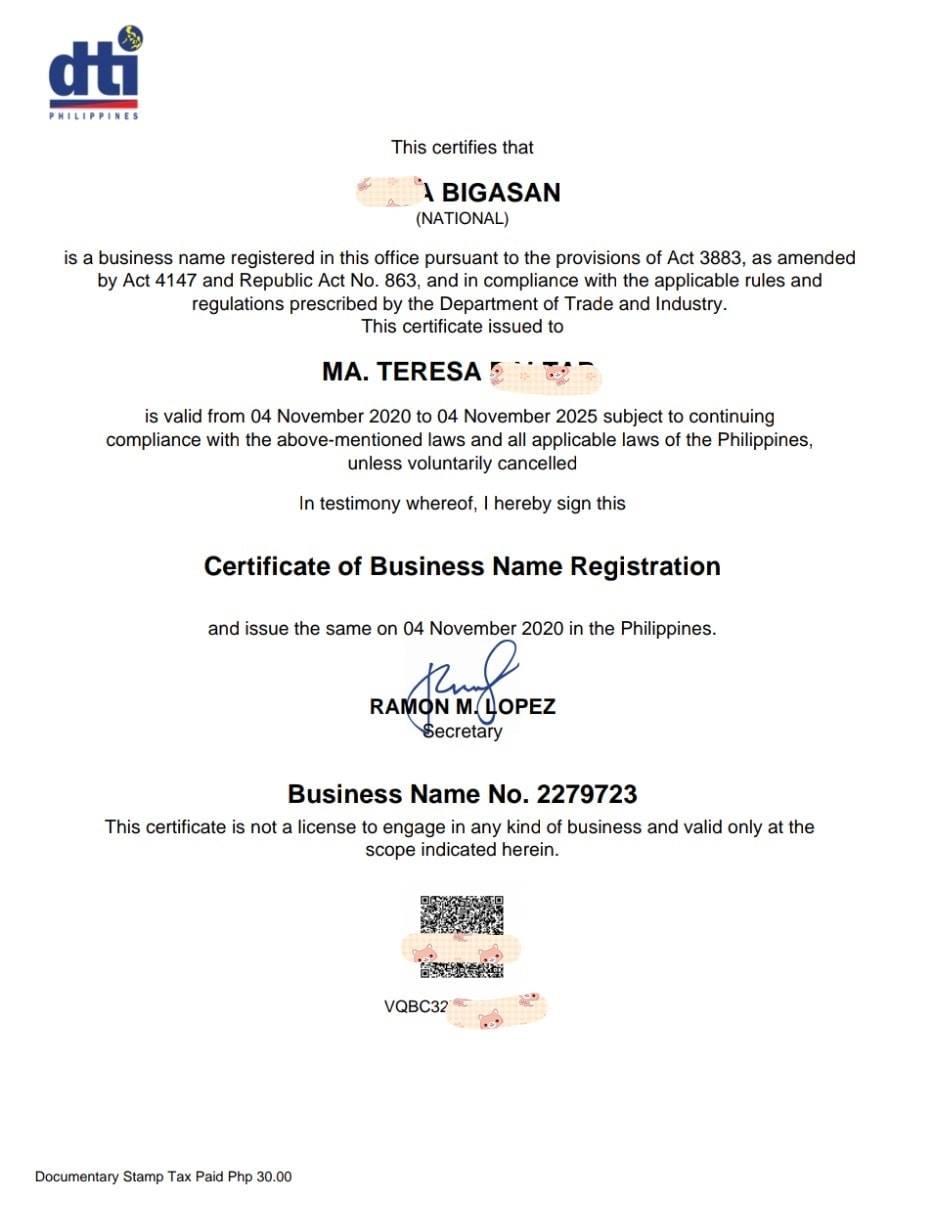 dti
PHILIPPINES
This certifies that
BIGASAN
(NATIONAL)
is a business name registered in this office pursuant to the provisions of Act 3883, as amended
by Act 4147 and Republic Act No. 863, and in compliance with the applicable rules and
regulations prescribed by the Department of Trade and Industry.
This certificate issued to
MA. TERESA
is valid from 04 November 2020 to 04 November 2025 subject to continuing
compliance with the above-mentioned laws and all applicable laws of the Philippines,
unless voluntarily cancelled
In testimony whereof, I hereby sign this
Certificate of Business Name Registration
and issue the same on 04 November 2020 in the Philippines.
RAMON M. LOPEZ
Secretary
Business Name No. 2279723
This certificate is not a license to engage in any kind of business and valid only at the
scope indicated herein.
VQBC32
Documentary Stamp Tax Paid Php 30.00